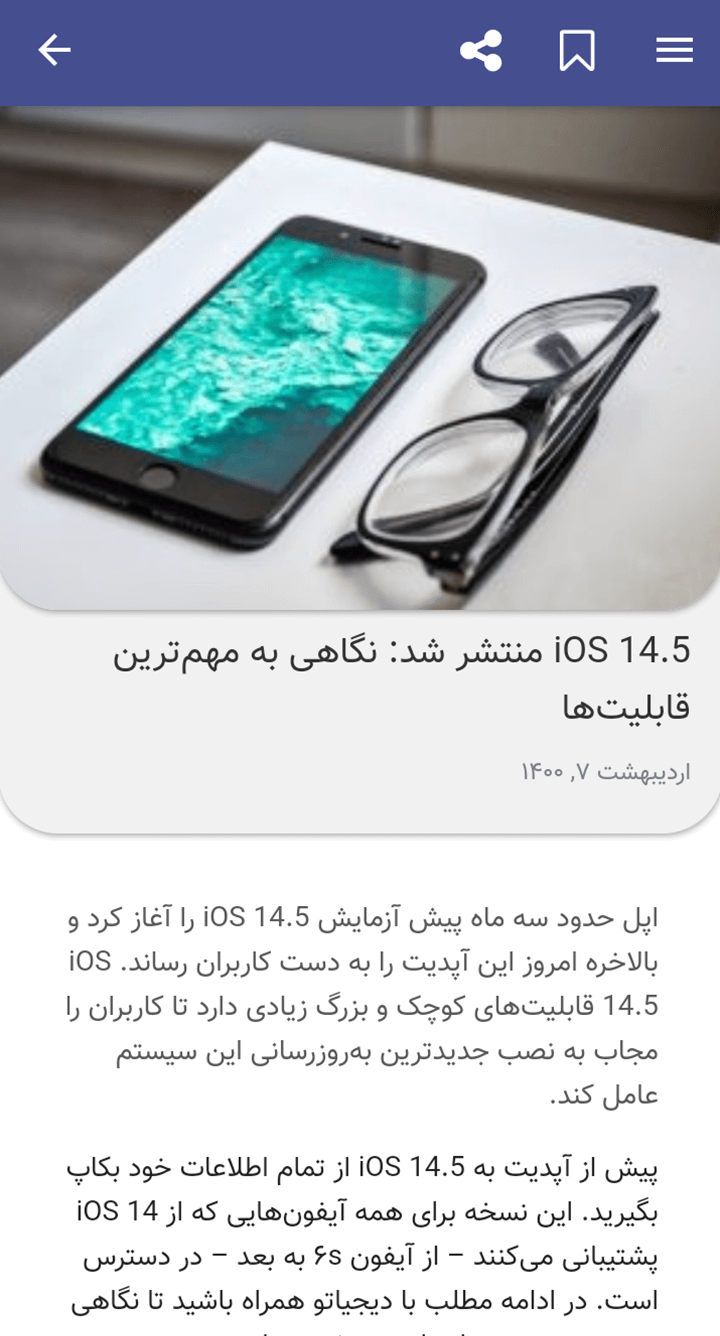 iOS 14.5 منتشر شد: نگاهی به مهم‌ترین
قابلیت‌ها
اردیبهشت ۷, ۱۴۰۰
اپل حدود سه ماه پیش آزمایش iOS 14.5 را آغاز کرد و
بالاخره امروز این آپدیت را به دست کاربران رساند. iOS
14.5 قابلیت‌های کوچک و بزرگ زیادی دارد تا کاربران را
مجاب به نصب جدیدترین به‌روزرسانی این سیستم
عامل کند.
پیش از آپدیت به iOS 14.5 از تمام اطلاعات خود بکاپ
بگیرید. این نسخه برای همه آیفون‌هایی که از iOS 14
پشتیبانی می‌کنند – از آیفون ۶s به بعد – در دسترس
است. در ادامه مطلب با دیجیاتو همراه باشید تا نگاهی